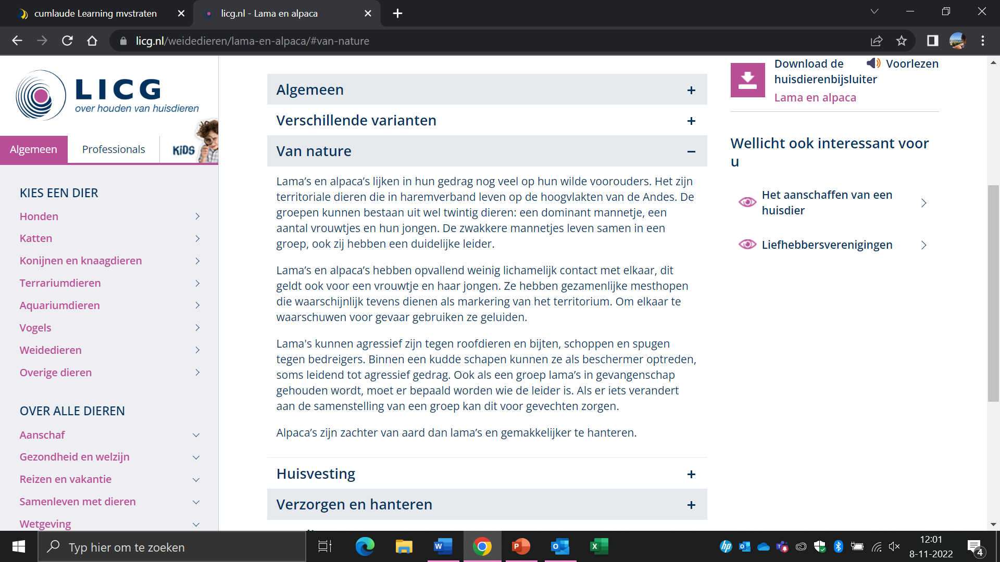 cumlaude Learning mvstraten
licg.nl - Lama en alpaca
licg.nl/weidedieren/lama-en-alpaca/#van-nature
LICG
over houden van huisdieren
Algemeen
Professionals
KiDS
KIES EEN DIER
Honden
Katten
Konijnen en knaagdieren
Terrariumdieren
Aquariumdieren
Vogels
Weidedieren
Overige dieren
OVER ALLE DIEREN
Aanschaf
Gezondheid en welzijn
Reizen en vakantie
Samenleven met dieren
Wetgeving
Algemeen
Verschillende varianten
Van nature
Lama’s en alpaca’s lijken in hun gedrag nog veel op hun wilde voorouders. Het zijn
territoriale dieren die in haremverband leven op de hoogvlakten van de Andes. De
groepen kunnen bestaan uit wel twintig dieren: een dominant mannetje, een
aantal vrouwtjes en hun jongen. De zwakkere mannetjes leven samen in een
groep, ook zij hebben een duidelijke leider.
Lama’s en alpaca’s hebben opvallend weinig lichamelijk contact met elkaar, dit
geldt ook voor een vrouwtje en haar jongen. Ze hebben gezamenlijke mesthopen
die waarschijnlijk tevens dienen als markering van het territorium. Om elkaar te
waarschuwen voor gevaar gebruiken ze geluiden.
Lama's kunnen agressief zijn tegen roofdieren en bijten, schoppen en spugen
tegen bedreigers. Binnen een kudde schapen kunnen ze als beschermer optreden,
soms leidend tot agressief gedrag. Ook als een groep lama’s in gevangenschap
gehouden wordt, moet er bepaald worden wie de leider is. Als er iets verandert
aan de samenstelling van een groep kan dit voor gevechten zorgen.
Alpaca’s zijn zachter van aard dan lama’s en gemakkelijker te hanteren.
Huisvesting
Verzorgen en hanteren
Download de
huisdierenbijsluiter
Lama en alpaca
Voorlezen
Wellicht ook interessant voor
u
Het aanschaffen van een
huisdier
Liefhebbersverenigingen
Typ hier om te zoeken
12:01
8-11-2022
4